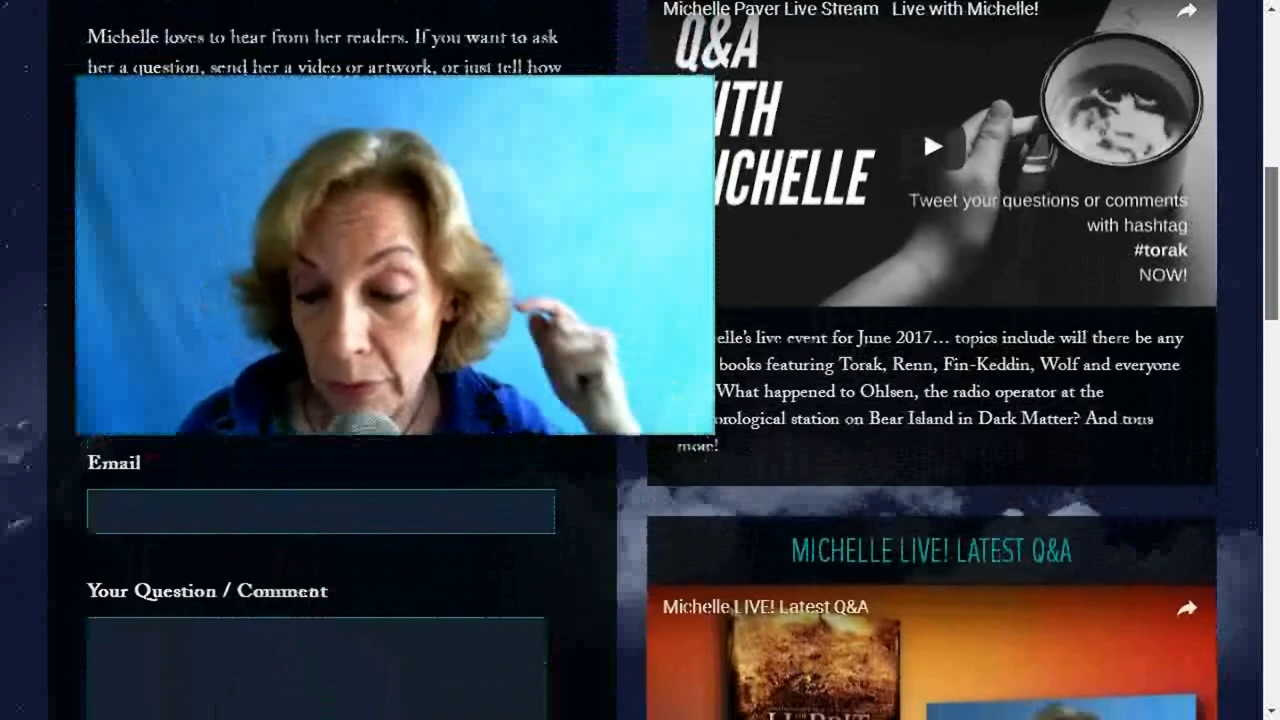 Michelle loves to hear from her readers. If you want to ask
her a question, send her a video or artwork, or just tell how
Email *
Your Question / Comment
Michelle Paver Live Stream Live with Michelle!
Q&A
ITH
ICHELLE
Tweet your questions or comments
with hashtag
#torak
NOW!
elle's live event for June 2017… topics include will there be any
books featuring Torak, Renn, Fin-Keddin, Wolf and everyone
What happened to Ohlsen, the radio operator at the
orological station on Bear Island in Dark Matter? And tons
more!
MICHELLE LIVE! LATEST Q&A
Michelle LIVE! Latest Q&A